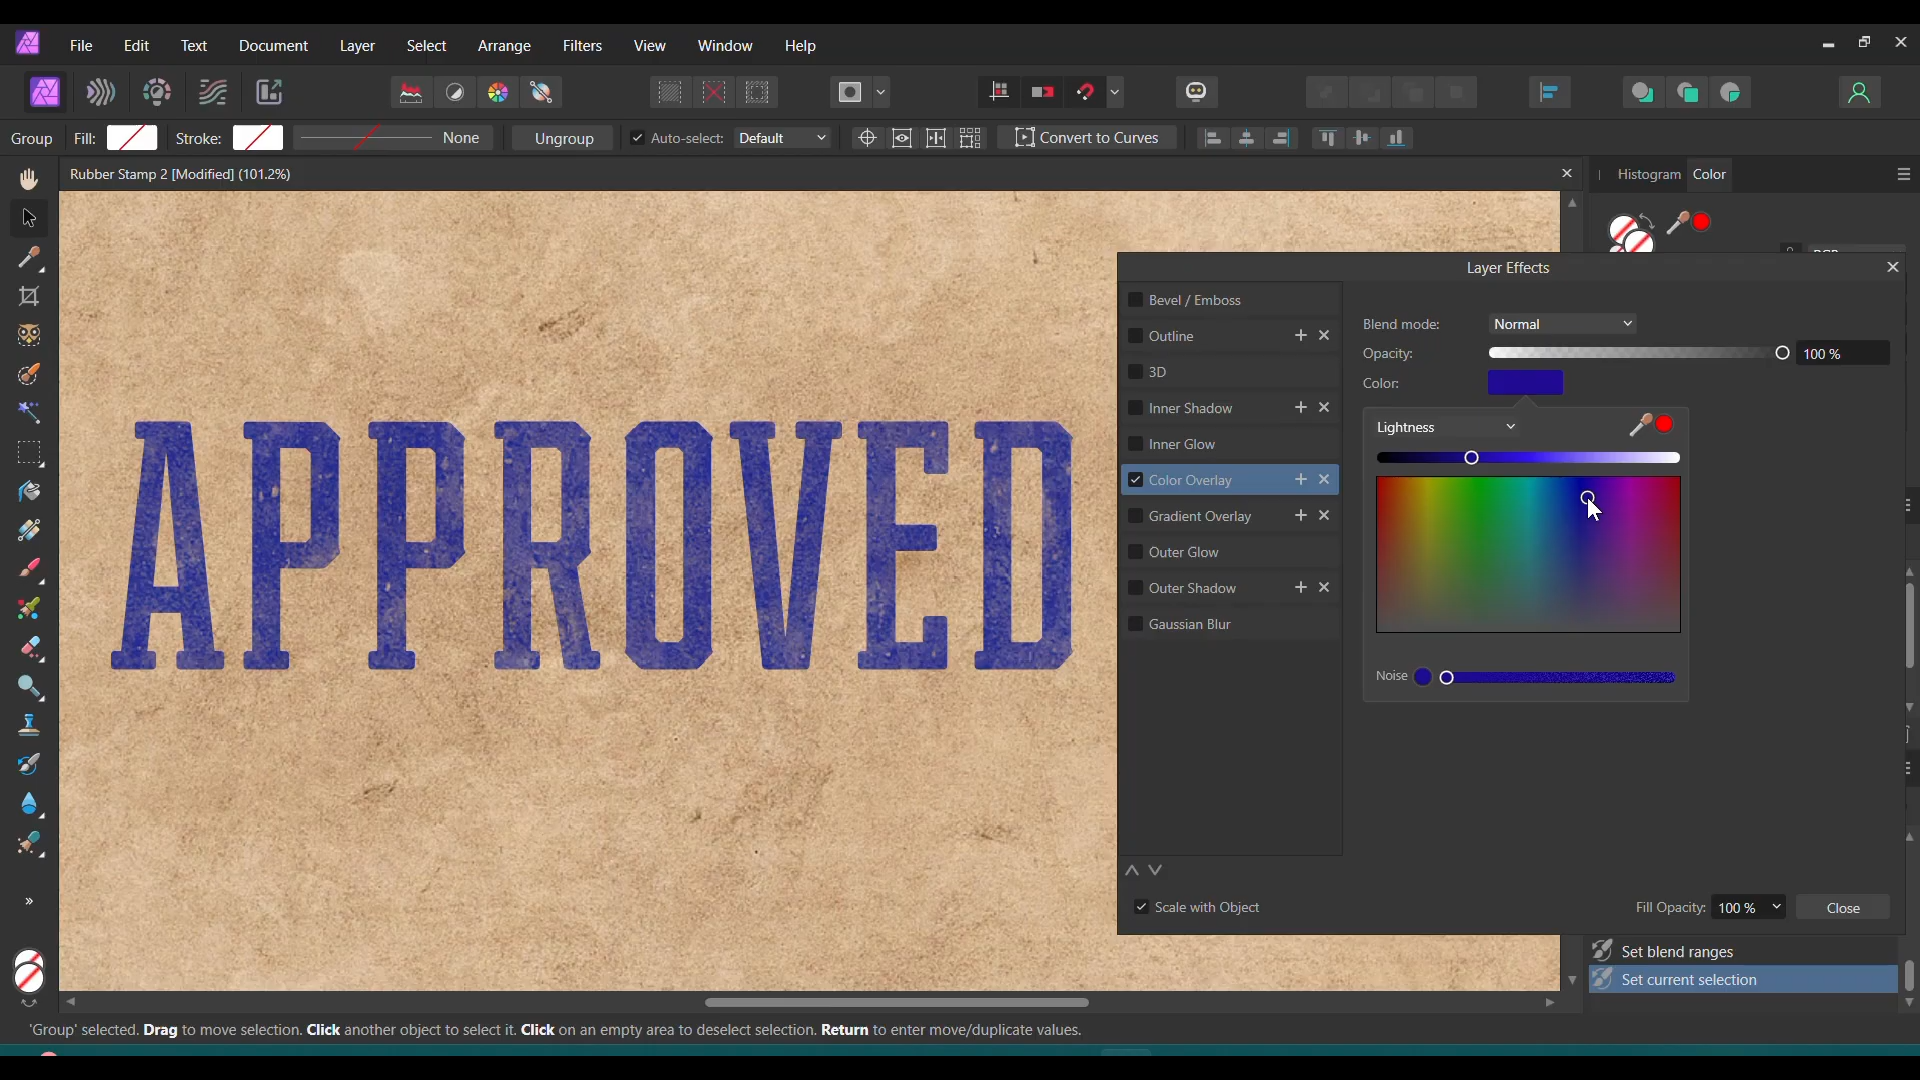 File Edit Text Document Layer Select Arrange Filters View Window Help
Group Fill: Stroke: None Ungroup Auto-select: Default Convert to Curves
Rubber Stamp 2 [Modified] (101.2%)
Histogram Color
Layer Effects
Bevel / Emboss
Outline
3D
Inner Shadow
Inner Glow
Color Overlay
Gradient Overlay
Outer Glow
Outer Shadow
Gaussian Blur
Blend mode: Normal
Opacity: 100 %
Color:
Lightness
Noise
APPROVED
Scale with Object
Fill Opacity: 100 % Close
Set blend ranges
Set current selection
'Group' selected. Drag to move selection. Click another object to select it. Click on an empty area to deselect selection. Return to enter move/duplicate values.